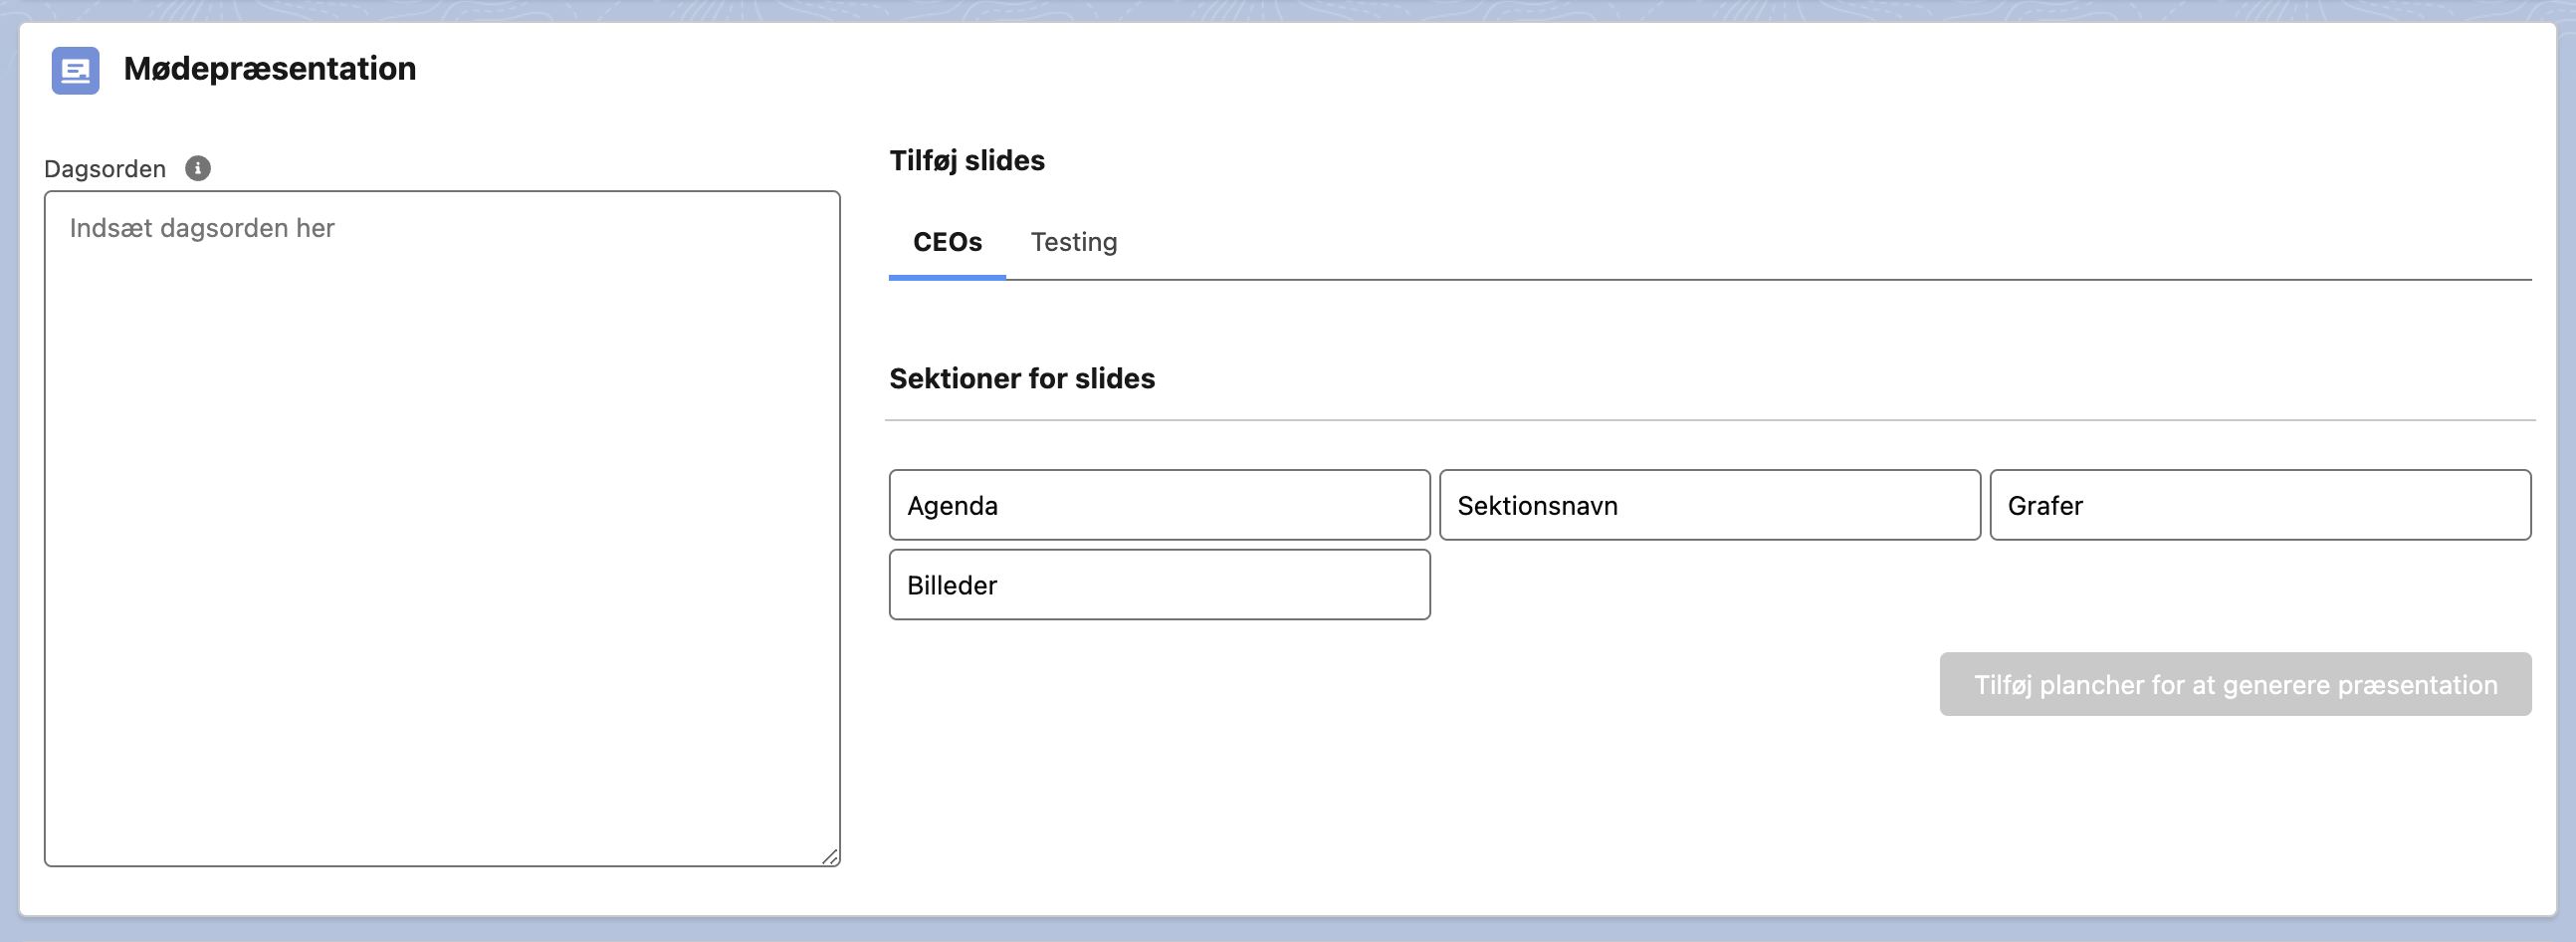 Mødepræsentation
Dagsorden
Indsæt dagsorden her
Tilføj slides
CEOs
Testing
Sektioner for slides
Agenda
Sektionsnavn
Grafer
Billeder
Tilføj plancher for at generere præsentation